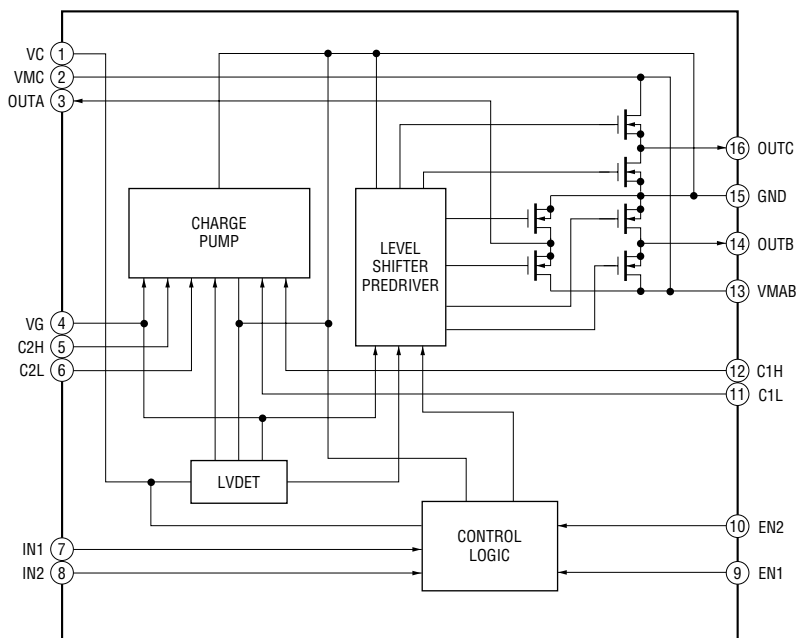 VC 1
VMC 2
OUTA 3
VG 4
C2H 5
C2L 6
IN1 7
IN2 8
CHARGE
PUMP
LEVEL
SHIFTER
PREDRIVER
LVDET
CONTROL
LOGIC
16 OUTC
15 GND
14 OUTB
13 VMAB
12 C1H
11 C1L
10 EN2
9 EN1